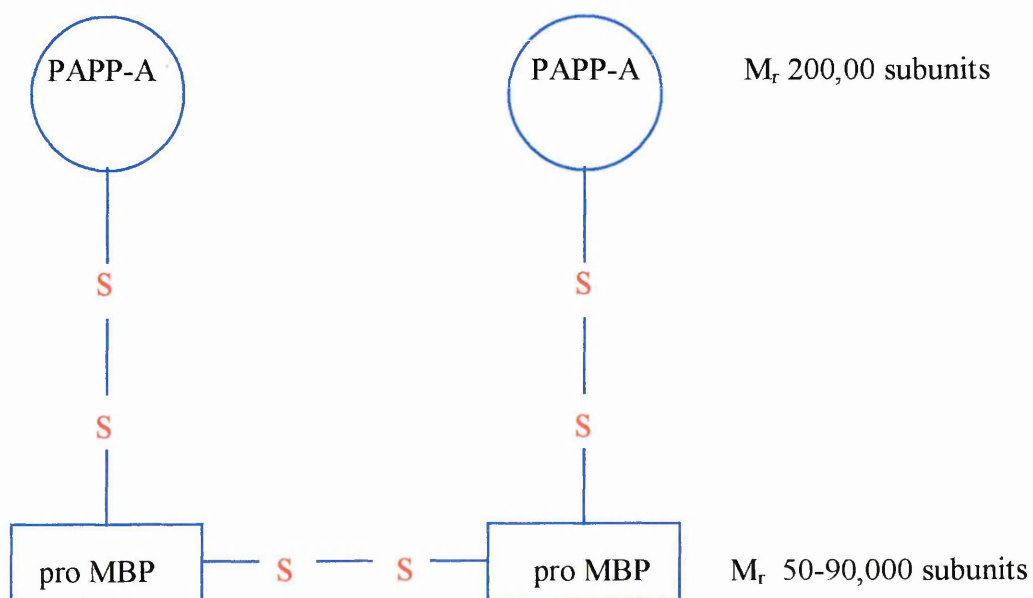 PAPP-A PAPP-A Mᵣ 200,00 subunits
S S
S S
pro MBP S S pro MBP Mᵣ 50-90,000 subunits